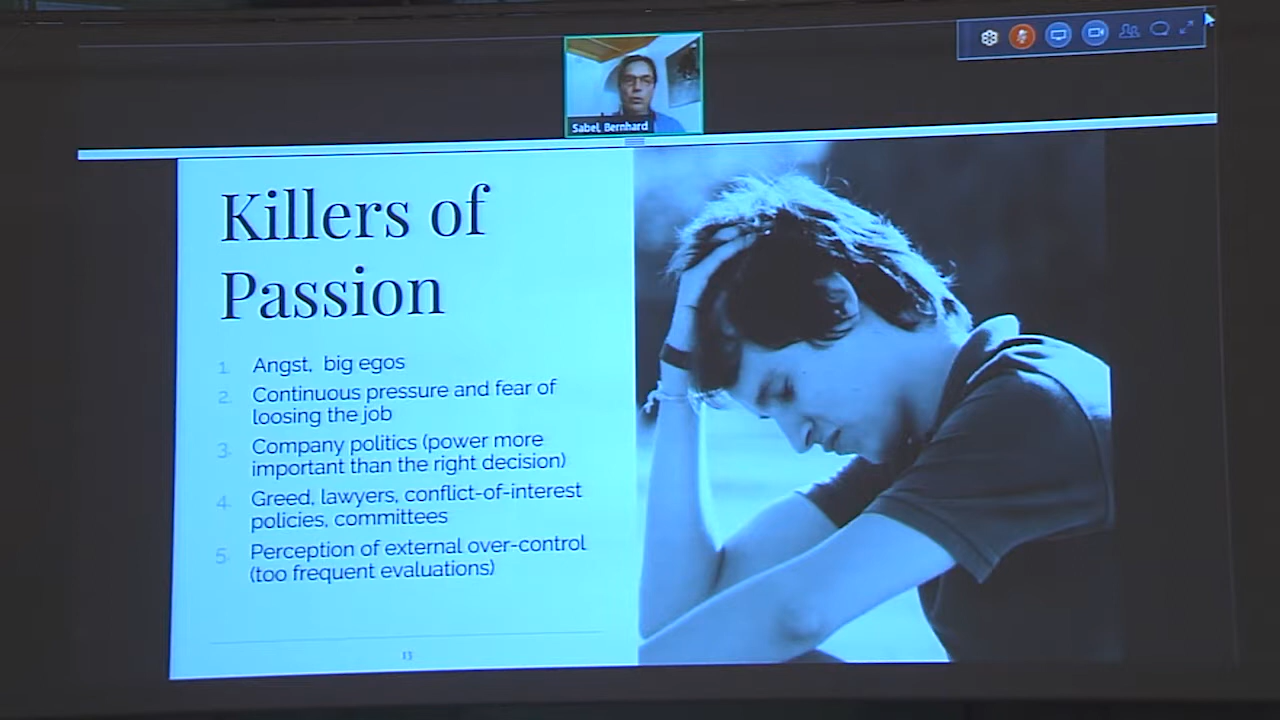 Sabel, Bernhard
Killers of
Passion
1. Angst, big egos
2. Continuous pressure and fear of
loosing the job
3. Company politics (power more
important than the right decision)
4. Greed, lawyers, conflict-of-interest
policies, committees
5. Perception of external over-control
(too frequent evaluations)
13